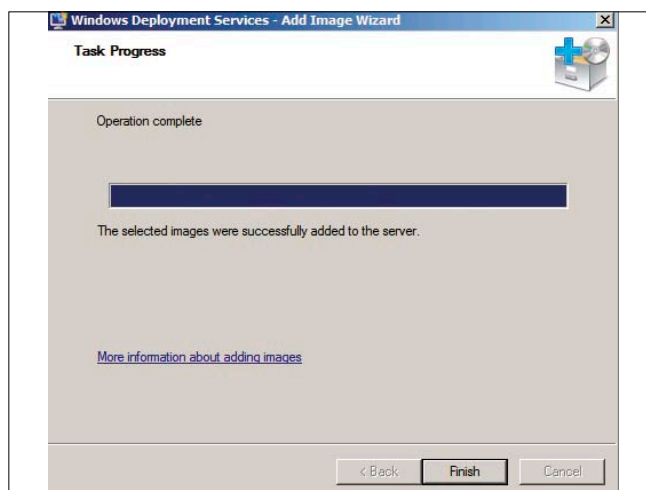 Windows Deployment Services - Add Image Wizard
Task Progress
Operation complete
The selected images were successfully added to the server.
More information about adding images
< Back
Finish
Cancel